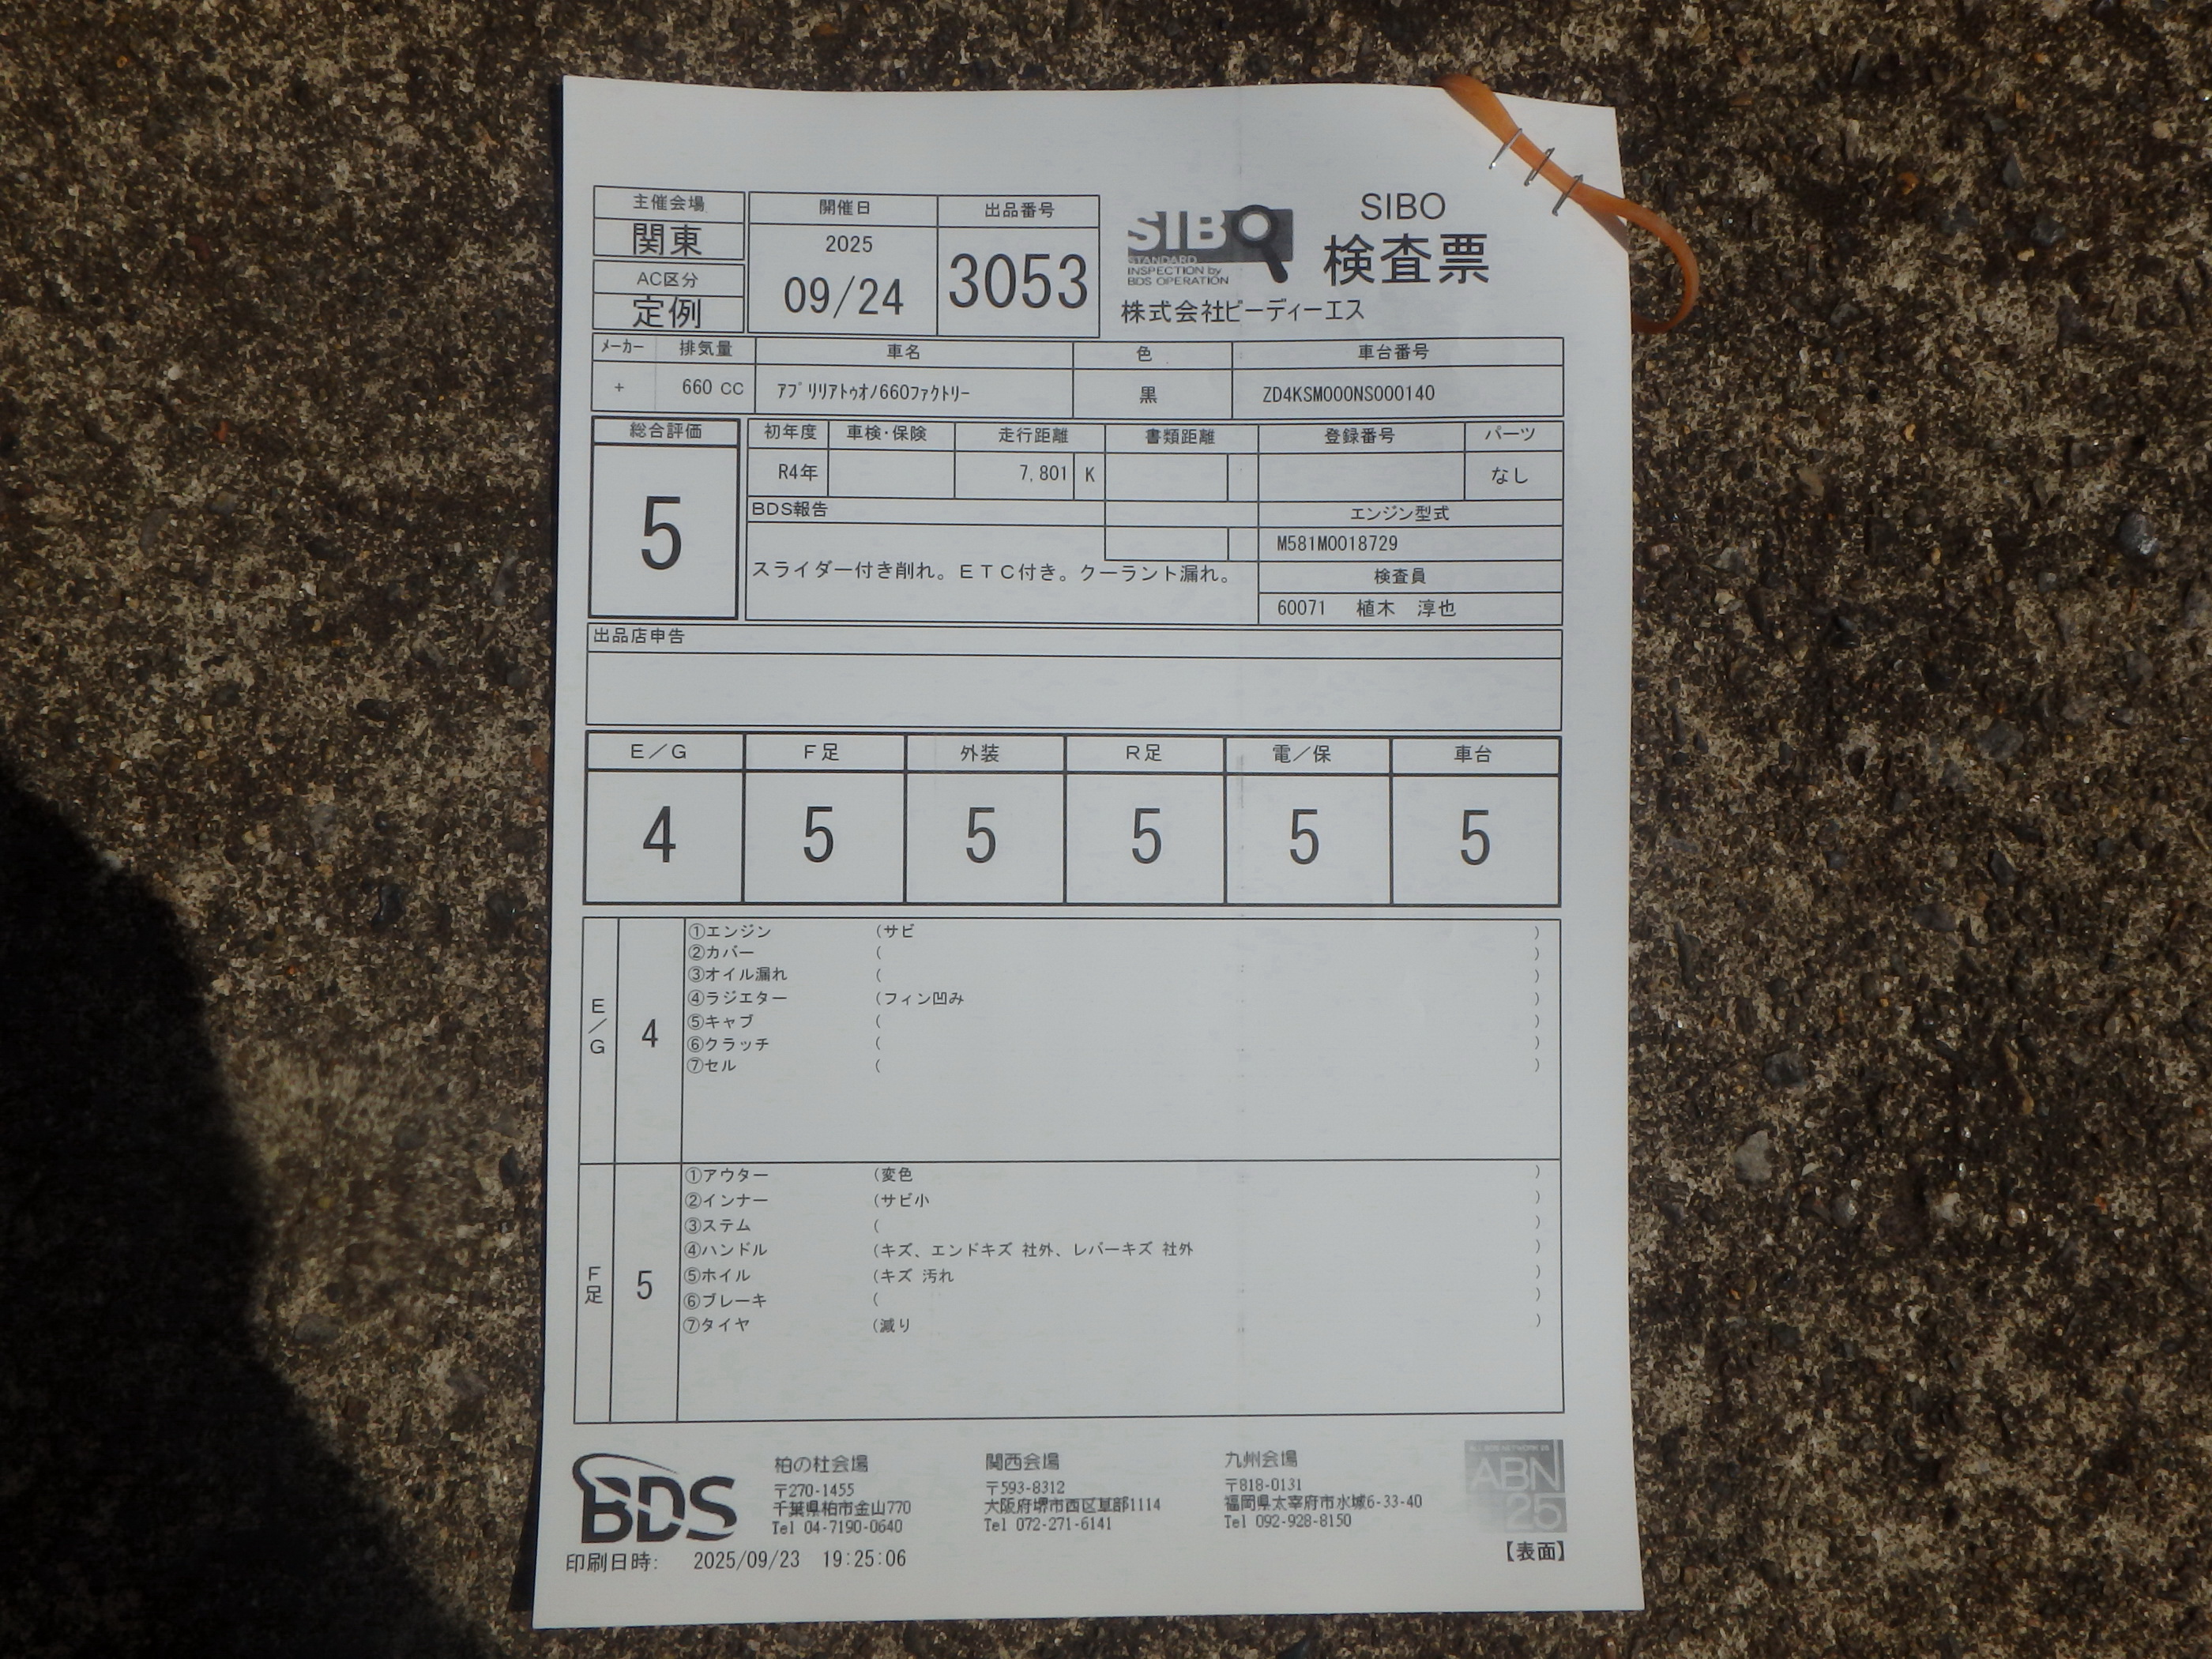 主催会場 開催日 出品番号
関東 2025 09/24 3053
AC区分
定例
SIBO
STANDARD
INSPECTION by
BDS OPERATION
SIBO
検査票
株式会社ビーディーエス
メーカー 排気量 車名 色 車台番号
+ 660 CC アプリリアトゥオノ660ファクトリー 黒 ZD4KSM000NS000140
総合評価 初年度 車検・保険 走行距離 書類距離 登録番号 パーツ
5 R4年 7,801 K なし
BDS報告 エンジン型式
M581M0018729
スライダー付き削れ。ETC付き。クーラント漏れ。 検査員
60071 植木 淳也
出品店申告
E/G F足 外装 R足 電/保 車台
4 5 5 5 5 5
E/G 4
①エンジン (サビ )
②カバー ( )
③オイル漏れ ( )
④ラジエター (フィン凹み )
⑤キャブ ( )
⑥クラッチ ( )
⑦セル ( )
F足 5
①アウター (変色 )
②インナー (サビ小 )
③ステム ( )
④ハンドル (キズ、エンドキズ 社外、レバーキズ 社外 )
⑤ホイル (キズ 汚れ )
⑥ブレーキ ( )
⑦タイヤ (減り )
BDS
柏の杜会場
〒270-1455
千葉県柏市金山770
Tel 04-7190-0640
関西会場
〒593-8312
大阪府堺市西区草部1114
Tel 072-271-6141
九州会場
〒818-0131
福岡県太宰府市水城6-33-40
Tel 092-928-8150
ABN
25
印刷日時: 2025/09/23 19:25:06
【表面】